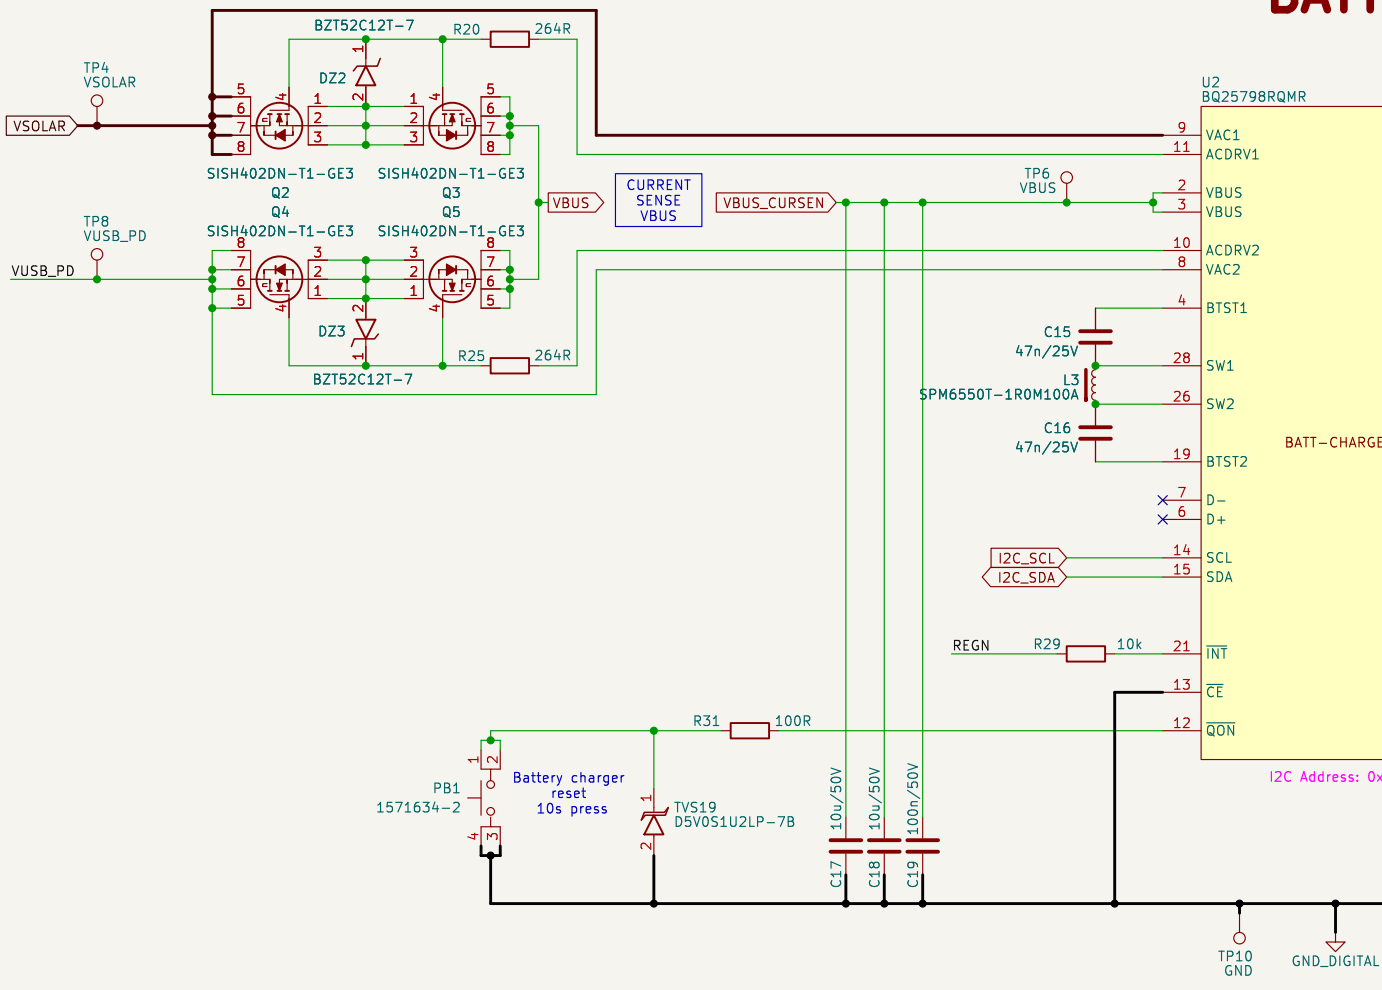 BATT
BZT52C12T-7
R20
264R
1
DZ2
2
TP4
VSOLAR
VSOLAR
5
6
7
8
4
1
2
3
1
2
3
4
5
6
7
8
SISH402DN-T1-GE3
SISH402DN-T1-GE3
Q2
Q3
Q4
Q5
SISH402DN-T1-GE3
SISH402DN-T1-GE3
VBUS
CURRENT
SENSE
VBUS
VBUS_CURSEN
TP6
VBUS
TP8
VUSB_PD
VUSB_PD
8
7
6
5
4
3
2
1
3
2
1
4
8
7
6
5
2
DZ3
1
R25
264R
BZT52C12T-7
U2
BQ25798RQMR
9
VAC1
11
ACDRV1
2
VBUS
3
VBUS
10
ACDRV2
8
VAC2
4
BTST1
C15
47n/25V
28
SW1
L3
SPM6550T-1R0M100A
26
SW2
C16
47n/25V
19
BTST2
BATT-CHARGE
7
D-
6
D+
I2C_SCL
14
SCL
I2C_SDA
15
SDA
REGN
R29
10k
21
INT
13
CE
R31
100R
12
QON
1
2
PB1
1571634-2
4
3
Battery charger
reset
10s press
1
TVS19
D5V0S1U2LP-7B
2
10u/50V
C17
10u/50V
C18
100n/50V
C19
I2C Address: 0x
TP10
GND
GND_DIGITAL